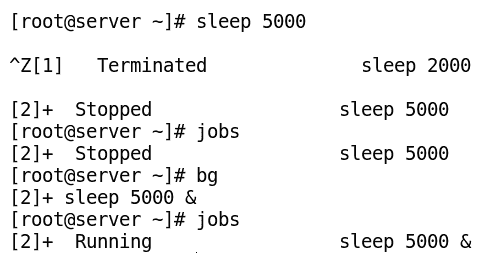 [root@server ~]# sleep 5000
^Z[1]   Terminated              sleep 2000
[2]+  Stopped                 sleep 5000
[root@server ~]# jobs
[2]+  Stopped                 sleep 5000
[root@server ~]# bg
[2]+ sleep 5000 &
[root@server ~]# jobs
[2]+  Running                 sleep 5000 &